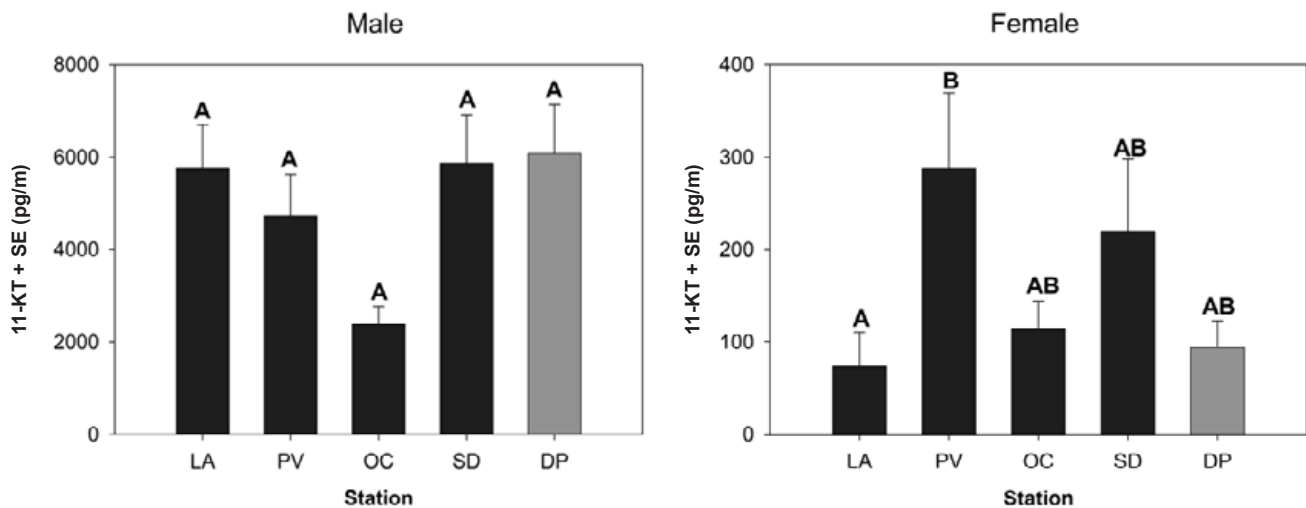 Male
11-KT + SE (pg/m)
8000
6000
4000
2000
0
A
A
A
A
A
LA PV OC SD DP
Station
Female
11-KT + SE (pg/m)
400
300
200
100
0
A
B
AB
AB
AB
LA PV OC SD DP
Station